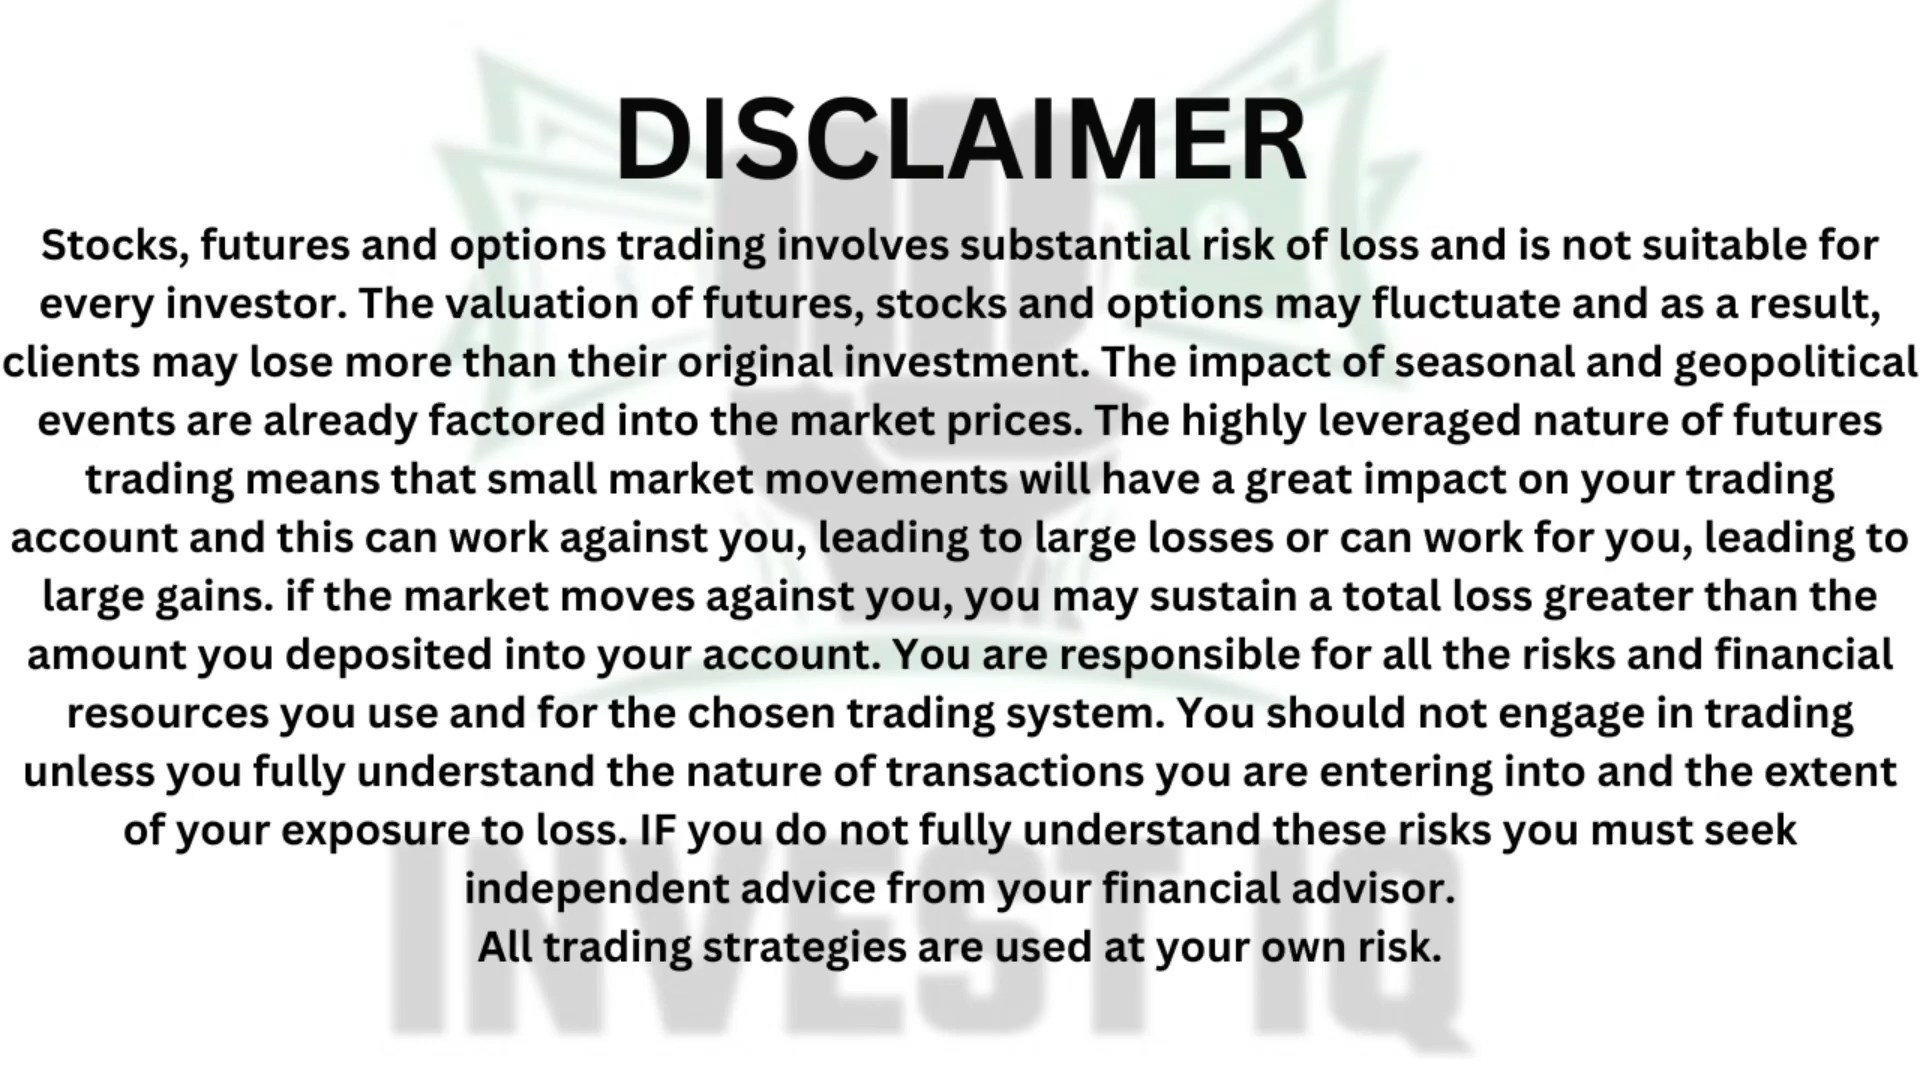 DISCLAIMER
Stocks, futures and options trading involves substantial risk of loss and is not suitable for
every investor. The valuation of futures, stocks and options may fluctuate and as a result,
clients may lose more than their original investment. The impact of seasonal and geopolitical
events are already factored into the market prices. The highly leveraged nature of futures
trading means that small market movements will have a great impact on your trading
account and this can work against you, leading to large losses or can work for you, leading to
large gains. if the market moves against you, you may sustain a total loss greater than the
amount you deposited into your account. You are responsible for all the risks and financial
resources you use and for the chosen trading system. You should not engage in trading
unless you fully understand the nature of transactions you are entering into and the extent
of your exposure to loss. IF you do not fully understand these risks you must seek
independent advice from your financial advisor.
All trading strategies are used at your own risk.
INVEST IQ